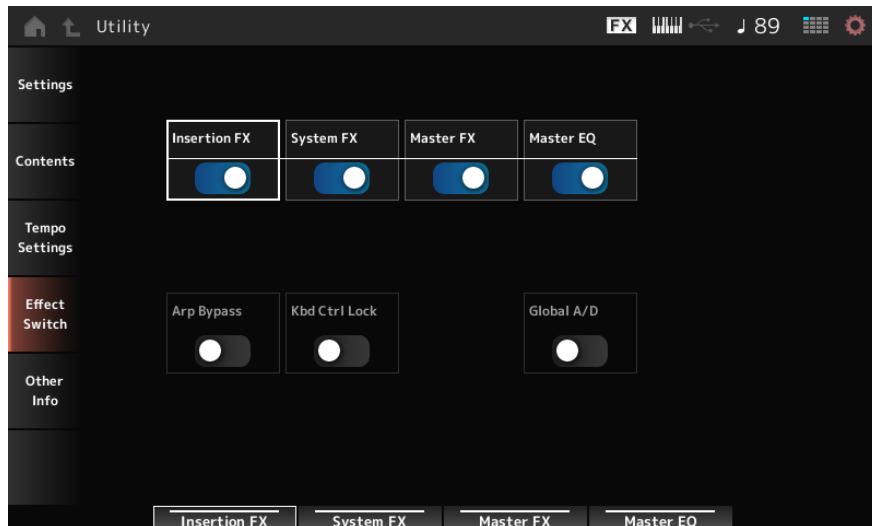 Utility
FX
89
Settings
Contents
Tempo
Settings
Effect
Switch
Other
Info
Insertion FX
System FX
Master FX
Master EQ
Arp Bypass
Kbd Ctrl Lock
Global A/D
Insertion FX
System FX
Master FX
Master EQ